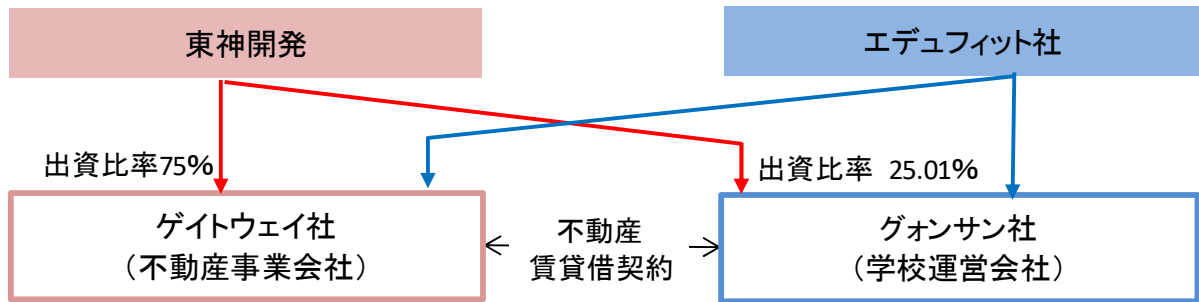 東神開発
エデュフィット社
出資比率75%
出資比率 25.01%
ゲイトウェイ社
（不動産事業会社）
不動産
賃貸借契約
グォンサン社
（学校運営会社）